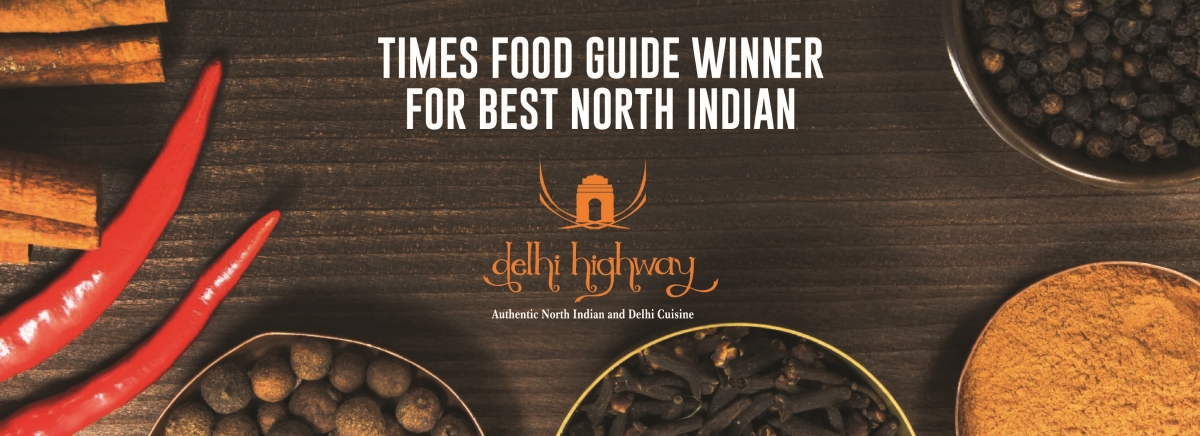 TIMES FOOD GUIDE WINNER
FOR BEST NORTH INDIAN
delhi highway
Authentic North Indian and Delhi Cuisine